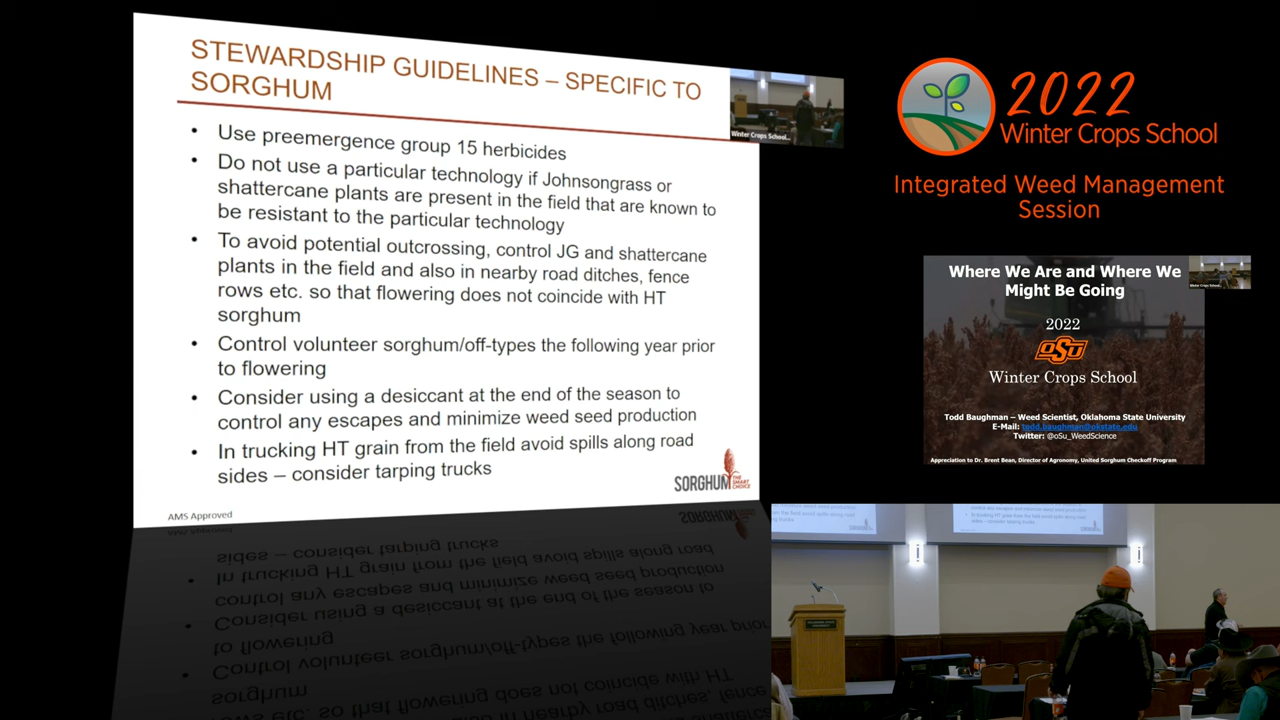 STEWARDSHIP GUIDELINES – SPECIFIC TO
SORGHUM
• Use preemergence group 15 herbicides
• Do not use a particular technology if Johnsongrass or
shattercane plants are present in the field that are known to
be resistant to the particular technology
• To avoid potential outcrossing, control JG and shattercane
plants in the field and also in nearby road ditches, fence
rows etc. so that flowering does not coincide with HT
sorghum
• Control volunteer sorghum/off-types the following year prior
to flowering
• Consider using a desiccant at the end of the season to
control any escapes and minimize weed seed production
• In trucking HT grain from the field avoid spills along road
sides – consider tarping trucks
SORGHUM
THE
SMART
CHOICE
AMS Approved
Winter Crops School...
2022
Winter Crops School
Integrated Weed Management
Session
Where We Are and Where We
Might Be Going
2022
OSU
Winter Crops School
Todd Baughman – Weed Scientist, Oklahoma State University
E-Mail: todd.baughman@okstate.edu
Twitter: @oSu_WeedScience
Appreciation to Dr. Brent Bean, Director of Agronomy, United Sorghum Checkoff Program